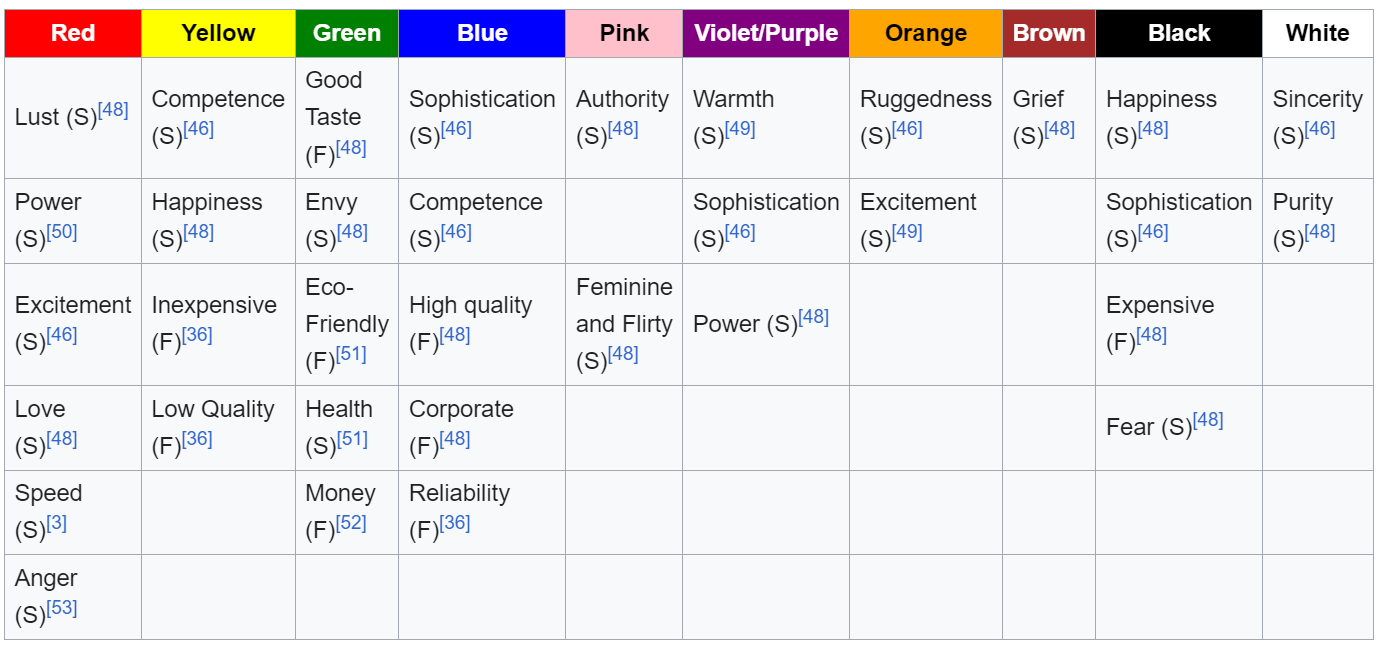 Red Yellow Green Blue Pink Violet/Purple Orange Brown Black White
Lust (S)[48] Competence (S)[46] Good Taste (F)[48] Sophistication (S)[46] Authority (S)[48] Warmth (S)[49] Ruggedness (S)[46] Grief (S)[48] Happiness (S)[48] Sincerity (S)[46]
Power (S)[50] Happiness (S)[48] Envy (S)[48] Competence (S)[46] Sophistication (S)[46] Excitement (S)[49] Sophistication (S)[46] Purity (S)[48]
Excitement (S)[46] Inexpensive (F)[36] Eco-Friendly (F)[51] High quality (F)[48] Feminine and Flirty (S)[48] Power (S)[48] Expensive (F)[48]
Love (S)[48] Low Quality (F)[36] Health (S)[51] Corporate (F)[48] Fear (S)[48]
Speed (S)[3] Money (F)[52] Reliability (F)[36]
Anger (S)[53]